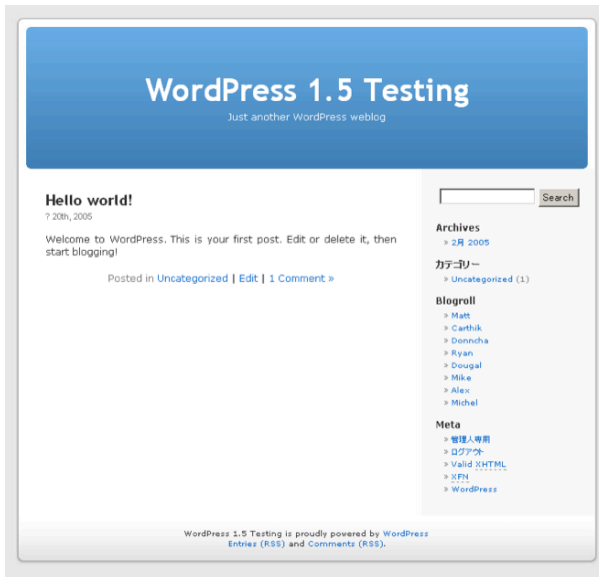 WordPress 1.5 Testing
Just another WordPress weblog
Hello world!
? 20th, 2005
Welcome to WordPress. This is your first post. Edit or delete it, then
start blogging!
Posted in Uncategorized | Edit | 1 Comment »
Search
Archives
» 2月 2005
カテゴリー
» Uncategorized (1)
Blogroll
» Matt
» Carthik
» Donncha
» Ryan
» Dougal
» Mike
» Alex
» Michel
Meta
» 管理人専用
» ログアウト
» Valid XHTML
» XFN
» WordPress
WordPress 1.5 Testing is proudly powered by WordPress
Entries (RSS) and Comments (RSS).